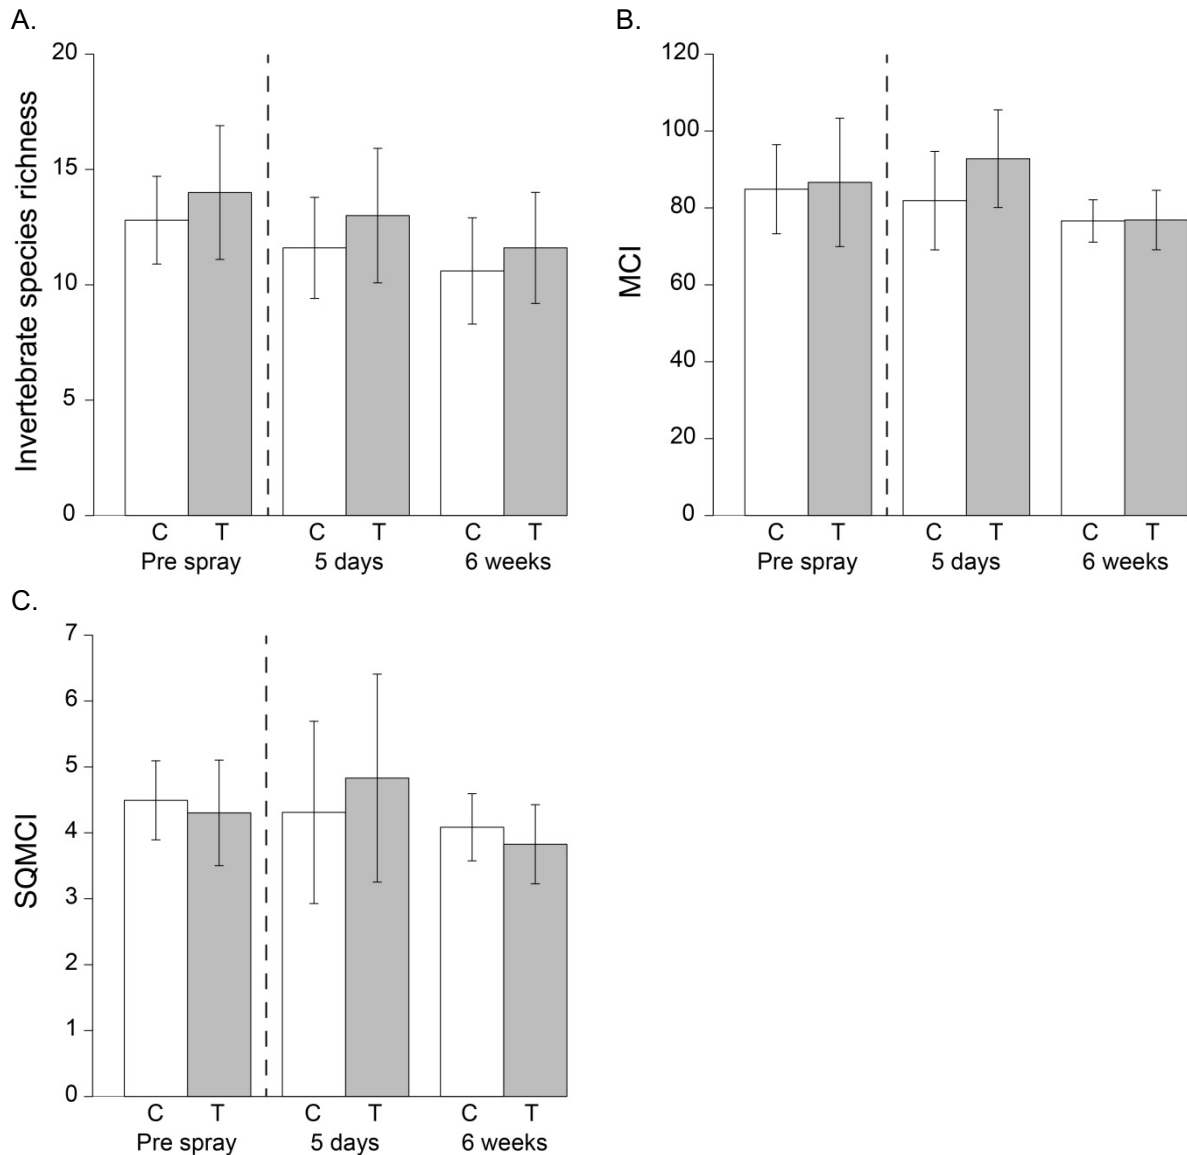 A.
Invertebrate species richness
20
15
10
5
0
C T C T C T
Pre spray 5 days 6 weeks
B.
MCI
120
100
80
60
40
20
0
C T C T C T
Pre spray 5 days 6 weeks
C.
SQMCI
7
6
5
4
3
2
1
0
C T C T C T
Pre spray 5 days 6 weeks